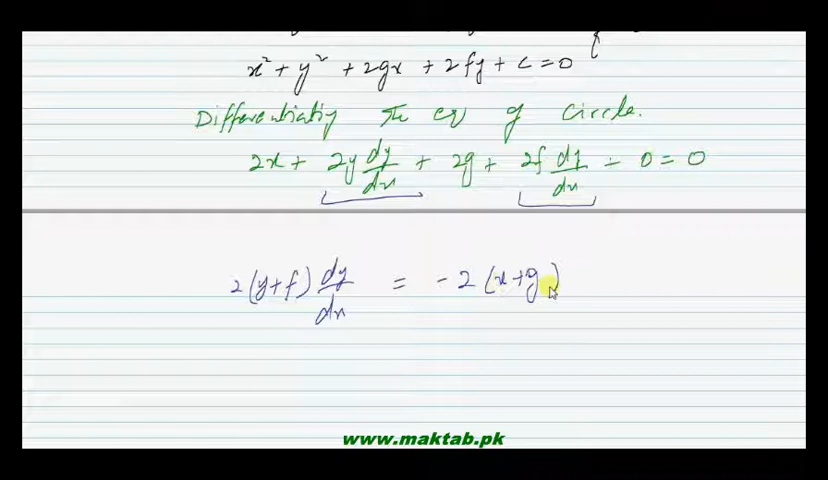 x² + y² + 2gx + 2fy + c = 0
Differentiating the eq of circle.
2x + 2y dy/dx + 2g + 2f dy/dx - 0 = 0
2(y+f) dy/dx = -2(x+g)
www.maktab.pk